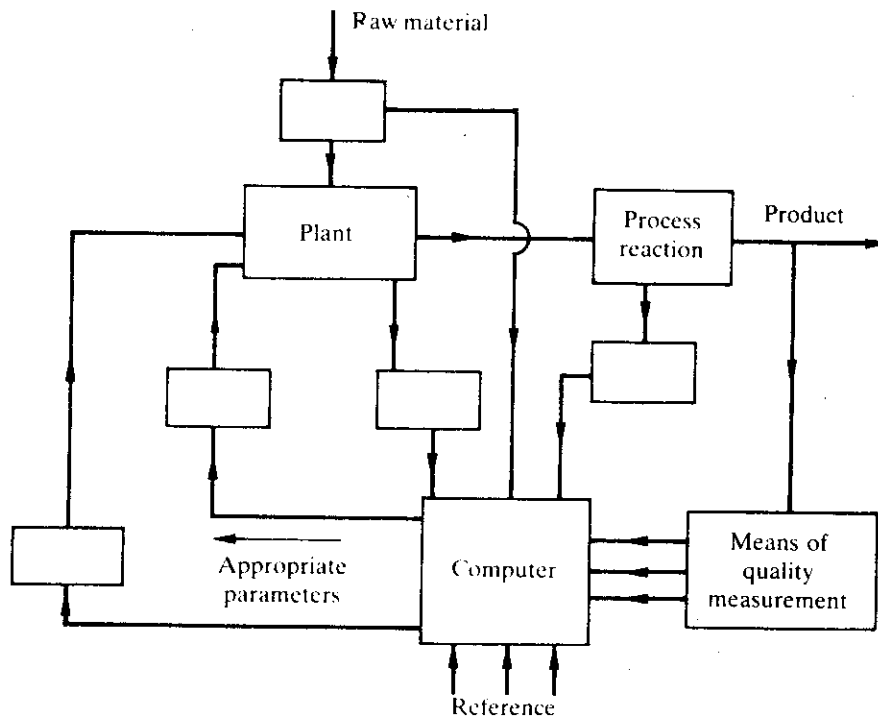 Raw material
Plant
Process
reaction
Product
Appropriate
parameters
Computer
Means of
quality
measurement
Reference